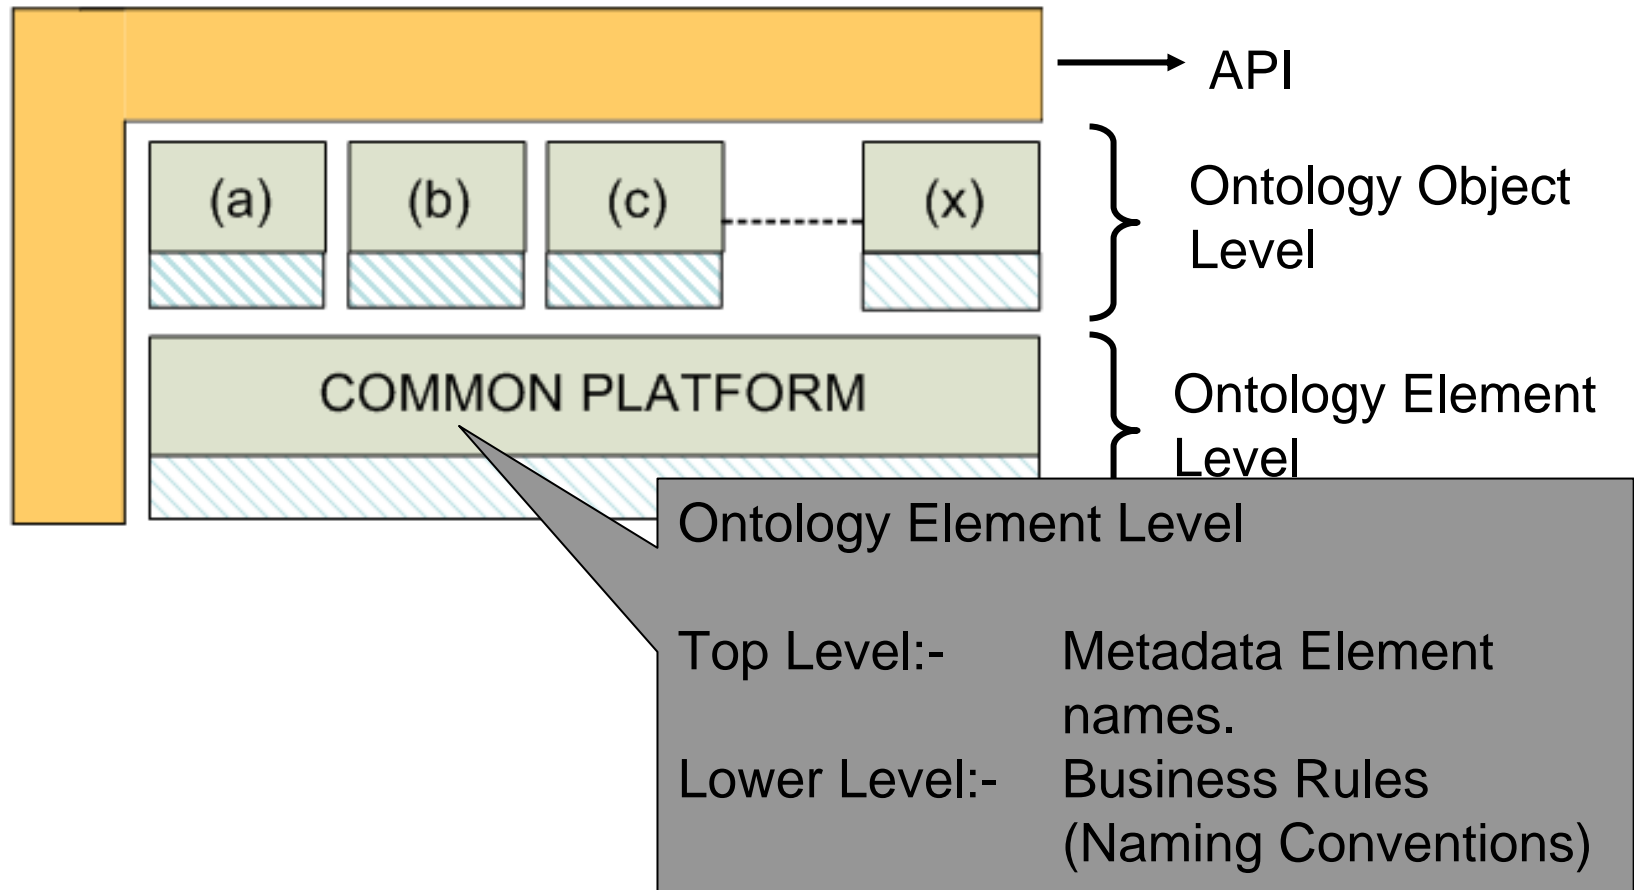 API
(a) (b) (c) (x)
Ontology Object
Level
COMMON PLATFORM
Ontology Element
Level
Ontology Element Level
Top Level:- Metadata Element
names.
Lower Level:- Business Rules
(Naming Conventions)